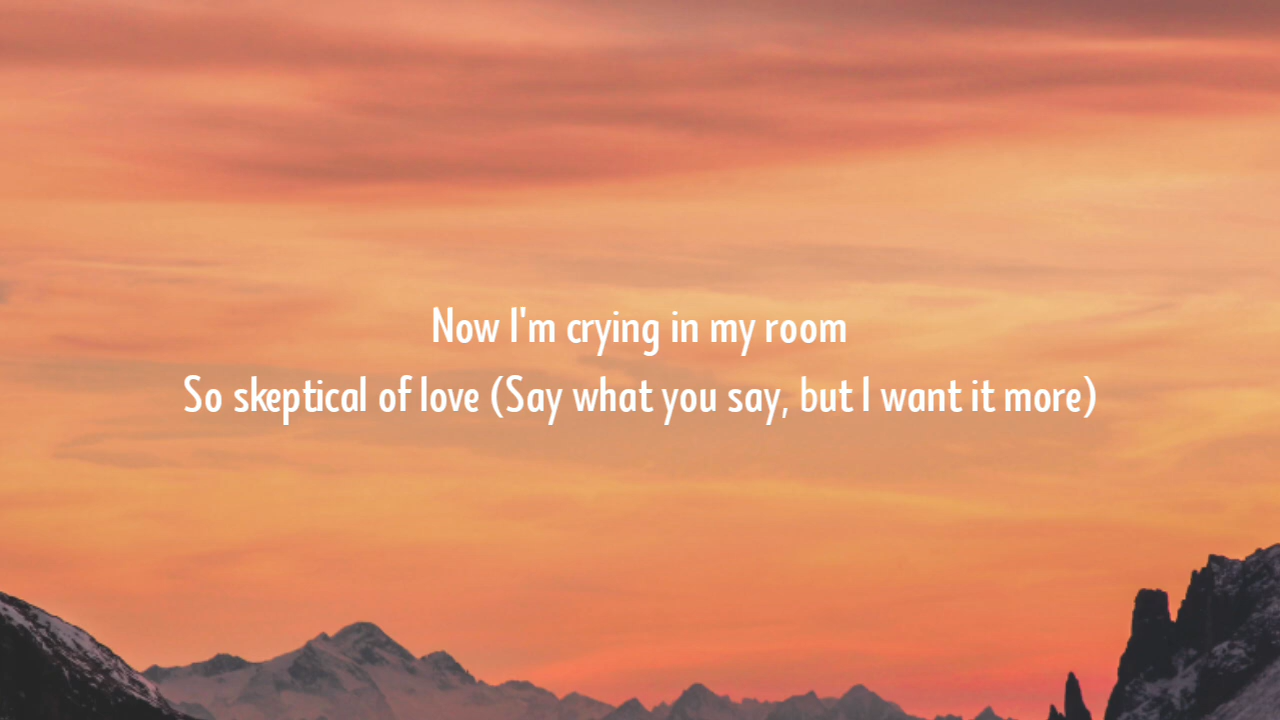 Now I'm crying in my room
So skeptical of love (Say what you say, but I want it more)